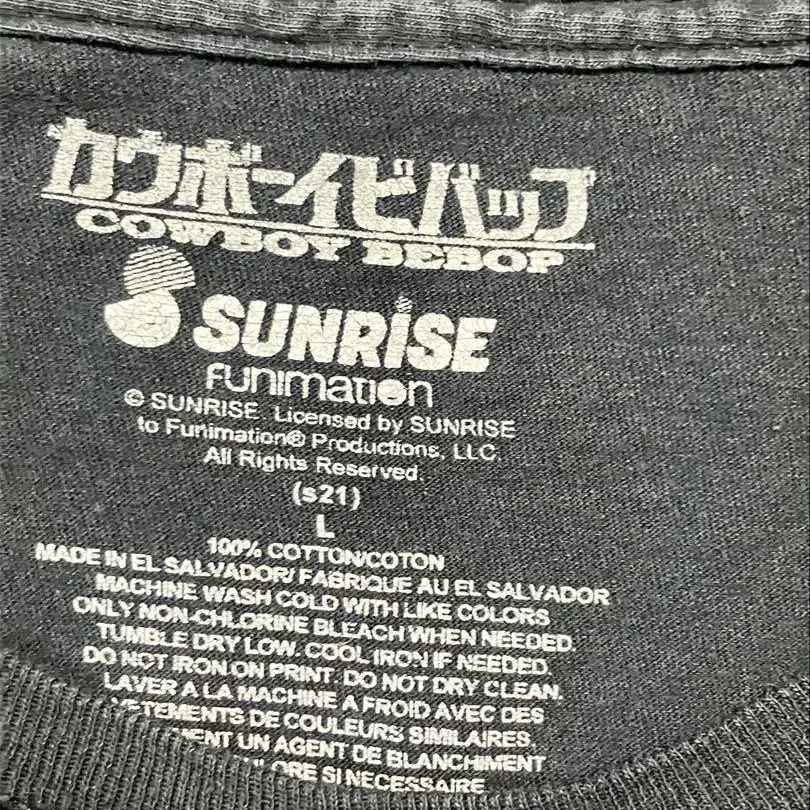 カウボーイビバップ
COWBOY BEBOP
SUNRISE
FUNIMATION
© SUNRISE. Licensed by SUNRISE
to Funimation® Productions, LLC.
All Rights Reserved.
(s21)
L
100% COTTON/COTON
MADE IN EL SALVADOR/ FABRIQUE AU EL SALVADOR
MACHINE WASH COLD WITH LIKE COLORS
ONLY NON-CHLORINE BLEACH WHEN NEEDED.
TUMBLE DRY LOW. COOL IRON IF NEEDED.
DO NOT IRON ON PRINT. DO NOT DRY CLEAN.
LAVER A LA MACHINE A FROID AVEC DES
VETEMENTS DE COULEURS SIMILAIRES.
UN AGENT DE BLANCHIMENT
SI NECESSAIRE